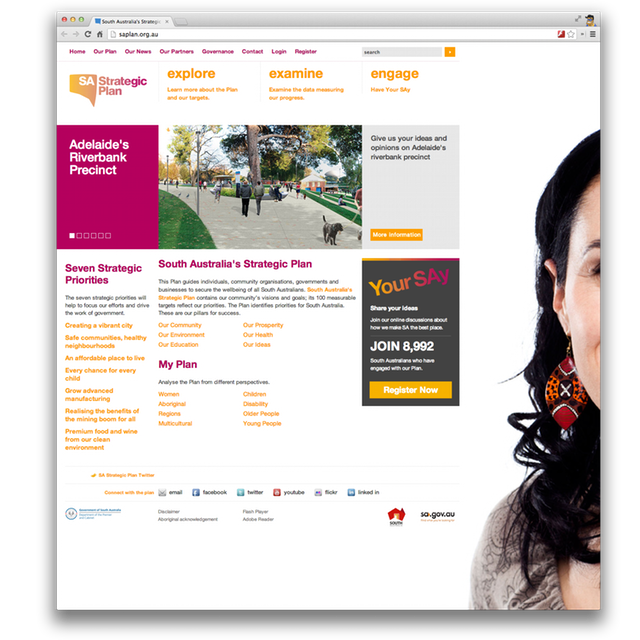 South Australia's Strategic
saplan.org.au
Home Our Plan Our News Our Partners Governance Contact Login Register
search
SA Strategic
Plan
explore
Learn more about the Plan
and our targets.
examine
Examine the data measuring
our progress.
engage
Have Your SAy.
Adelaide's
Riverbank
Precinct
Give us your ideas and
opinions on Adelaide's
riverbank precinct
More information
Seven Strategic
Priorities
The seven strategic priorities will
help to focus our efforts and drive
the work of government.
Creating a vibrant city
Safe communities, healthy
neighbourhoods
An affordable place to live
Every chance for every
child
Grow advanced
manufacturing
Realising the benefits of
the mining boom for all
Premium food and wine
from our clean
environment
South Australia's Strategic Plan
This Plan guides individuals, community organisations, governments and
businesses to secure the wellbeing of all South Australians. South Australia's
Strategic Plan contains our community's visions and goals; its 100 measurable
targets reflect our priorities. The Plan identifies priorities for South Australia.
These are our pillars for success.
Our Community Our Prosperity
Our Environment Our Health
Our Education Our Ideas
My Plan
Analyse the Plan from different perspectives.
Women Children
Aboriginal Disability
Regions Older People
Multicultural Young People
Your SAy
Share your ideas
Join our online discussions about
how we make SA the best place.
JOIN 8,992
South Australians who have
engaged with our Plan.
Register Now
SA Strategic Plan Twitter
Connect with the plan email facebook twitter youtube flickr linked in
Government of South Australia
Disclaimer Flash Player
Aboriginal acknowledgement Adobe Reader
SOUTH
sa.gov.au